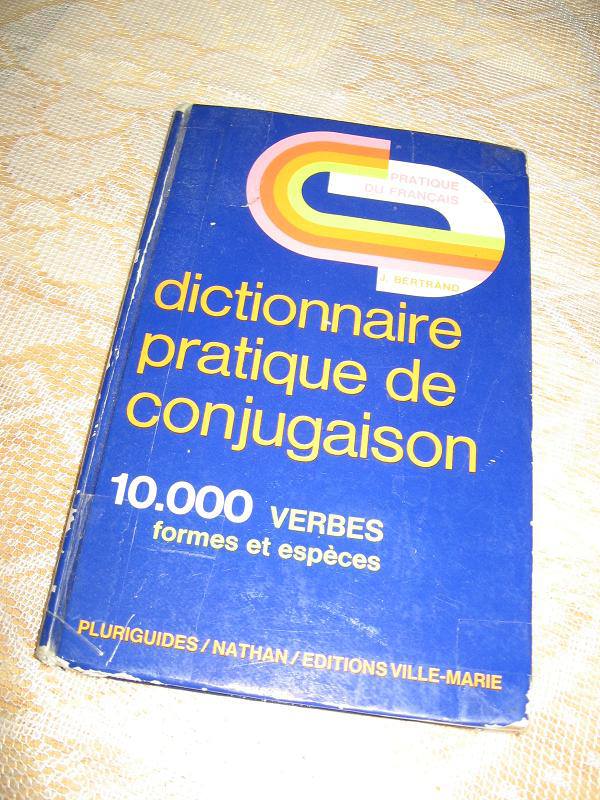 PRATIQUE
DU FRANÇAIS
J. BERTRAND
dictionnaire
pratique de
conjugaison
10.000 VERBES
formes et espèces
PLURIGUIDES/NATHAN/EDITIONS VILLE-MARIE